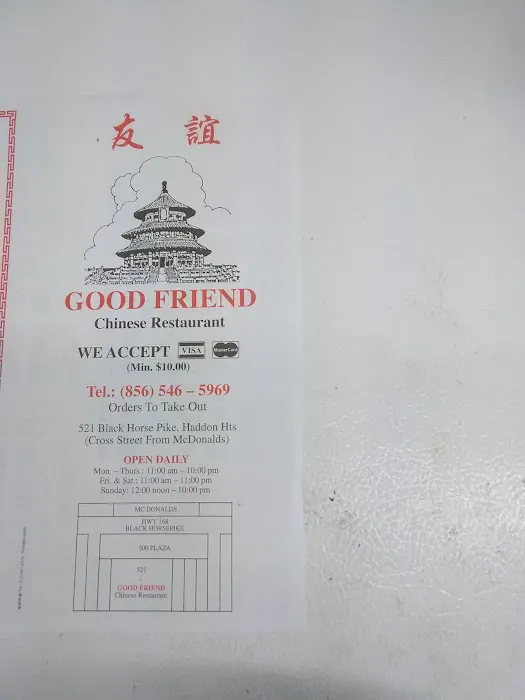 友 誼
GOOD FRIEND
Chinese Restaurant
WE ACCEPT VISA MasterCard
(Min. $10.00)
Tel.: (856) 546 – 5969
Orders To Take Out
521 Black Horse Pike, Haddon Hts
(Cross Street From McDonalds)
OPEN DAILY
Mon. – Thurs.: 11:00 am – 10:00 pm
Fri. & Sat.: 11:00 am – 11:00 pm
Sunday: 12:00 noon – 10:00 pm
MC DONALDS
HWY 168
BLACK HORSEPIKE
500 PLAZA
521
GOOD FRIEND
Chinese Restaurant